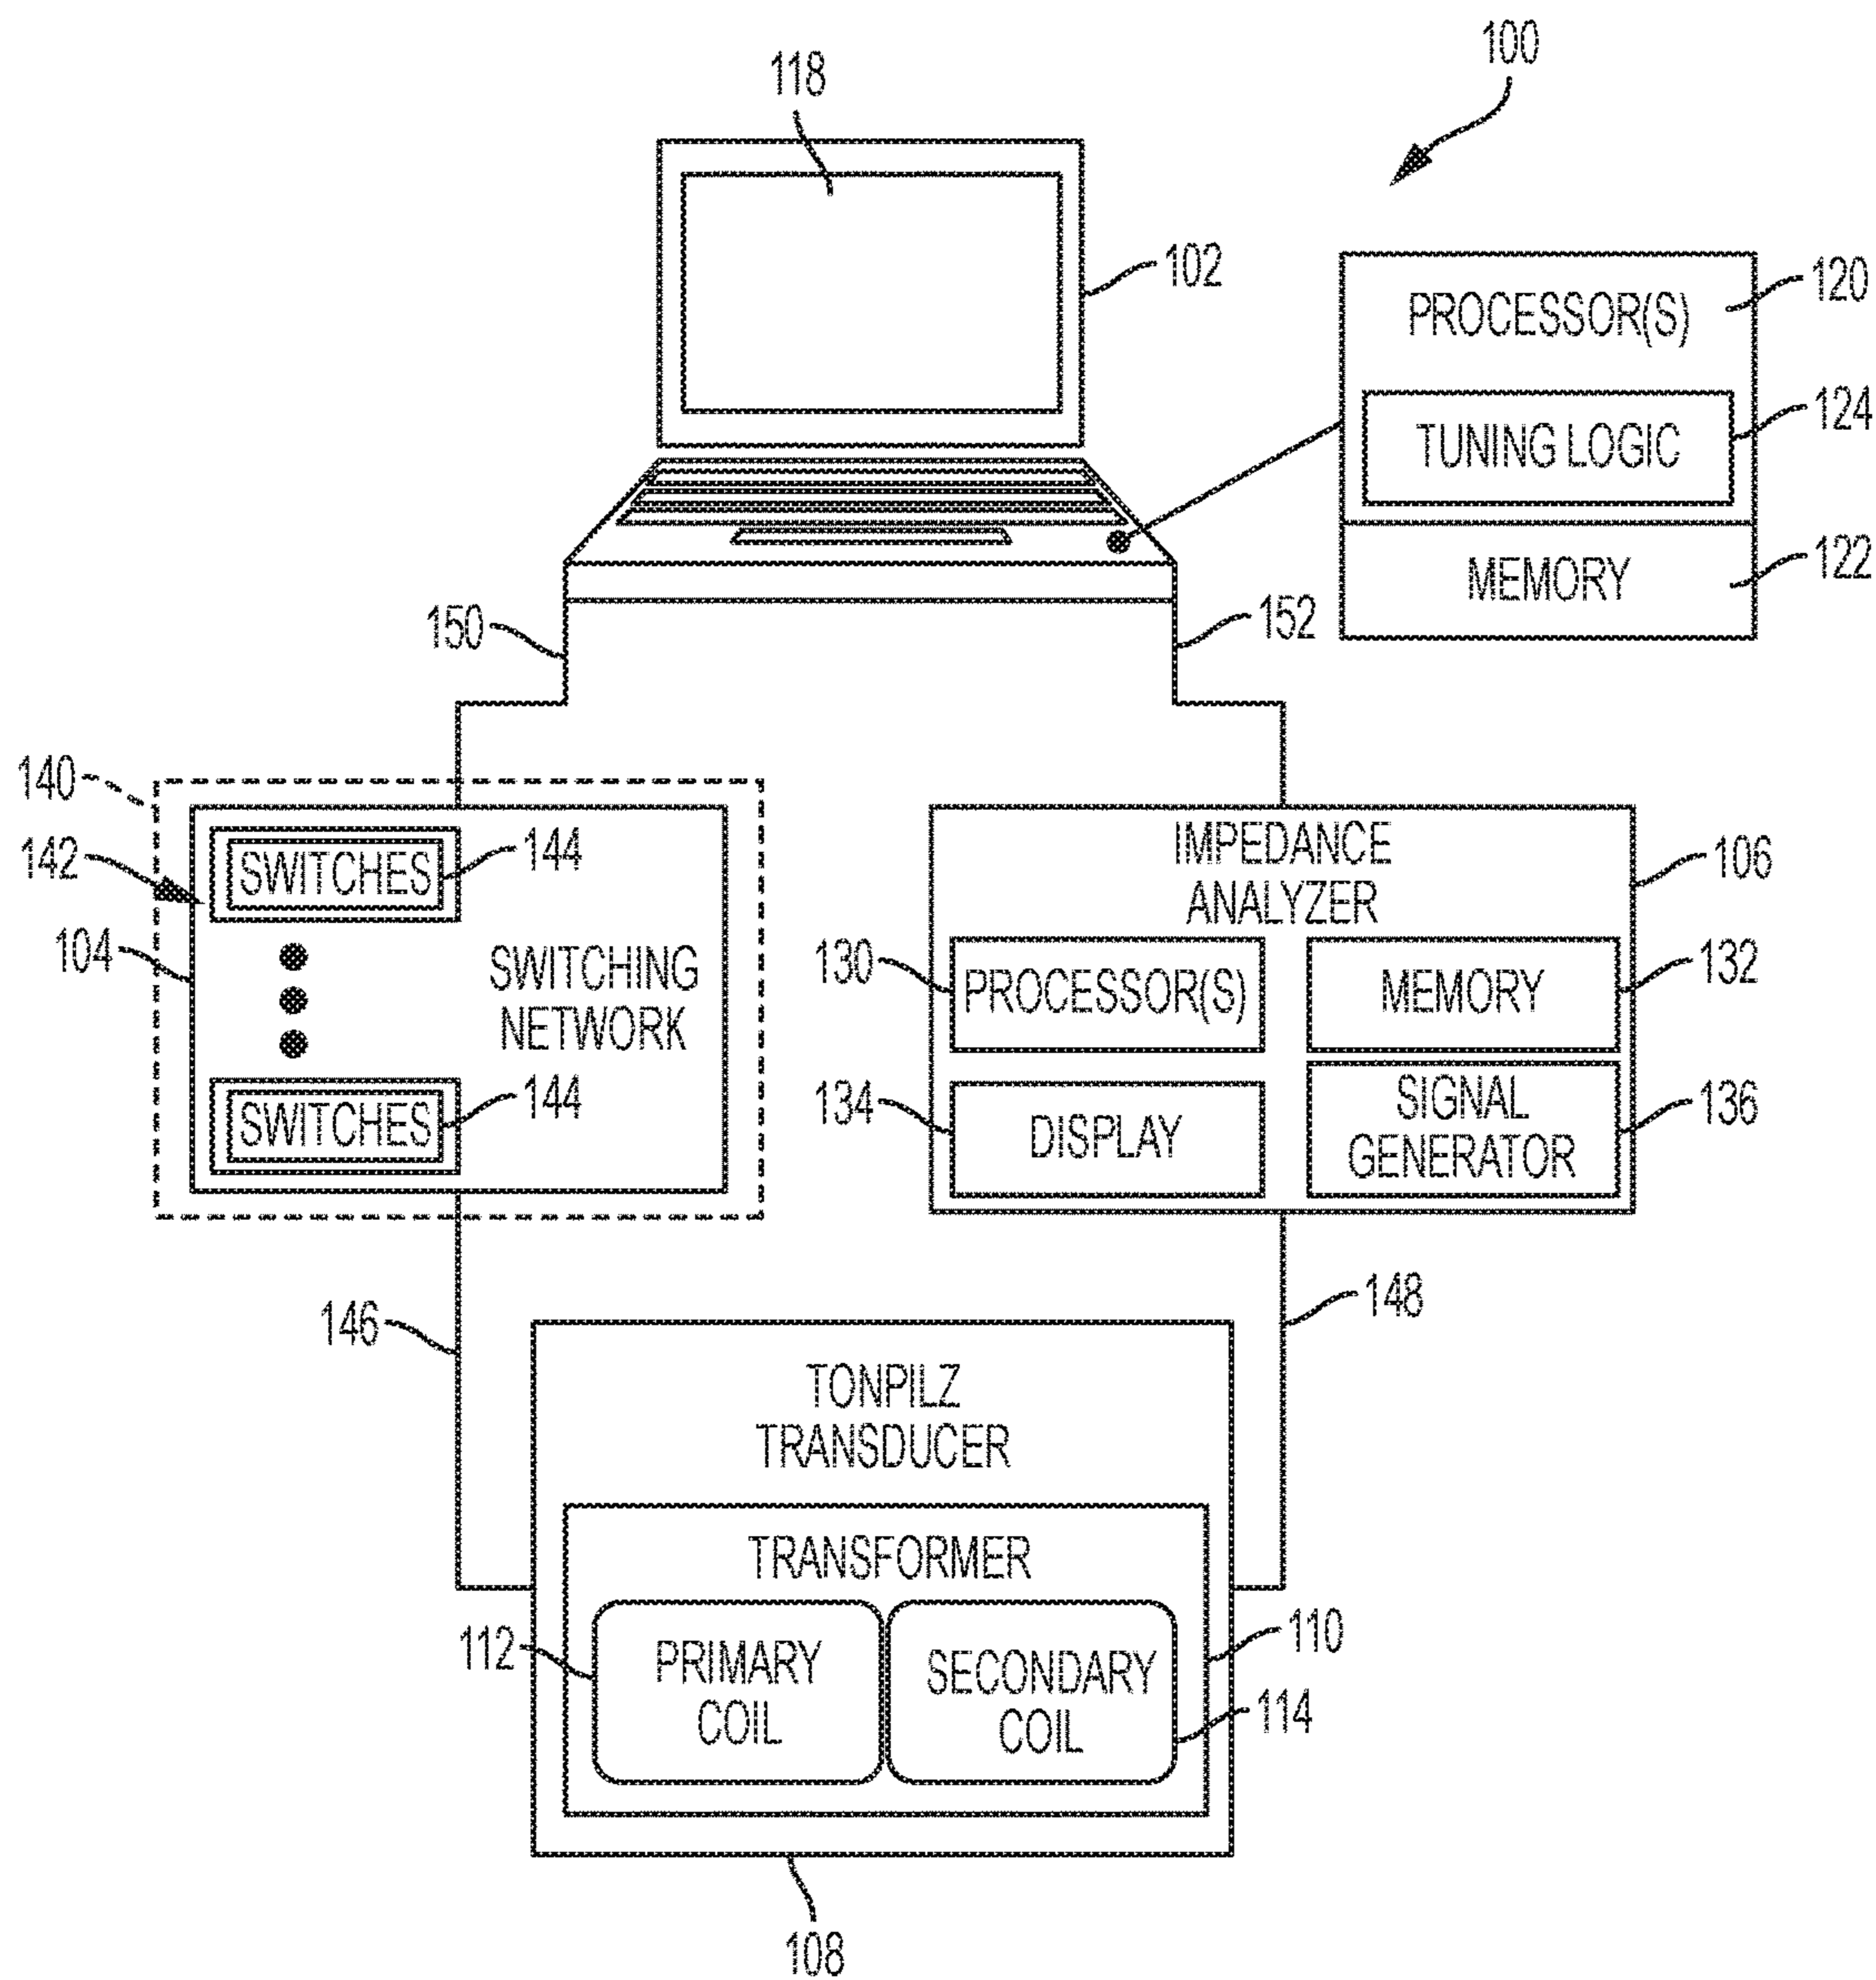 100
118
102
PROCESSOR(S)
120
TUNING LOGIC
124
MEMORY
122
150
152
140
142
SWITCHES
144
104
SWITCHING
NETWORK
SWITCHES
144
IMPEDANCE
ANALYZER
106
130
PROCESSOR(S)
MEMORY
132
134
DISPLAY
SIGNAL
GENERATOR
136
146
148
TONPILZ
TRANSDUCER
TRANSFORMER
112
PRIMARY
COIL
SECONDARY
COIL
110
114
108